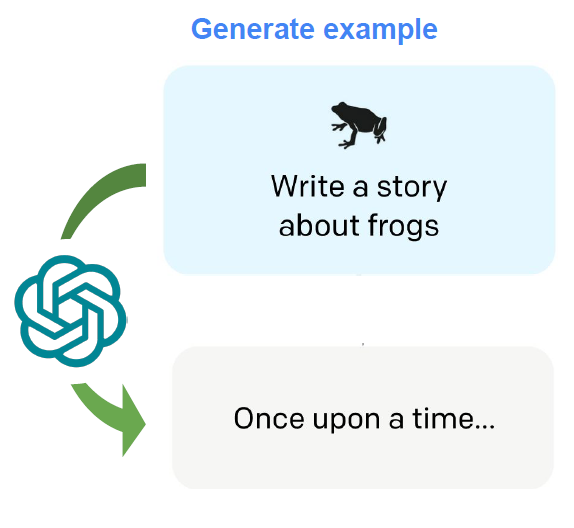 Generate example
Write a story
about frogs
Once upon a time...